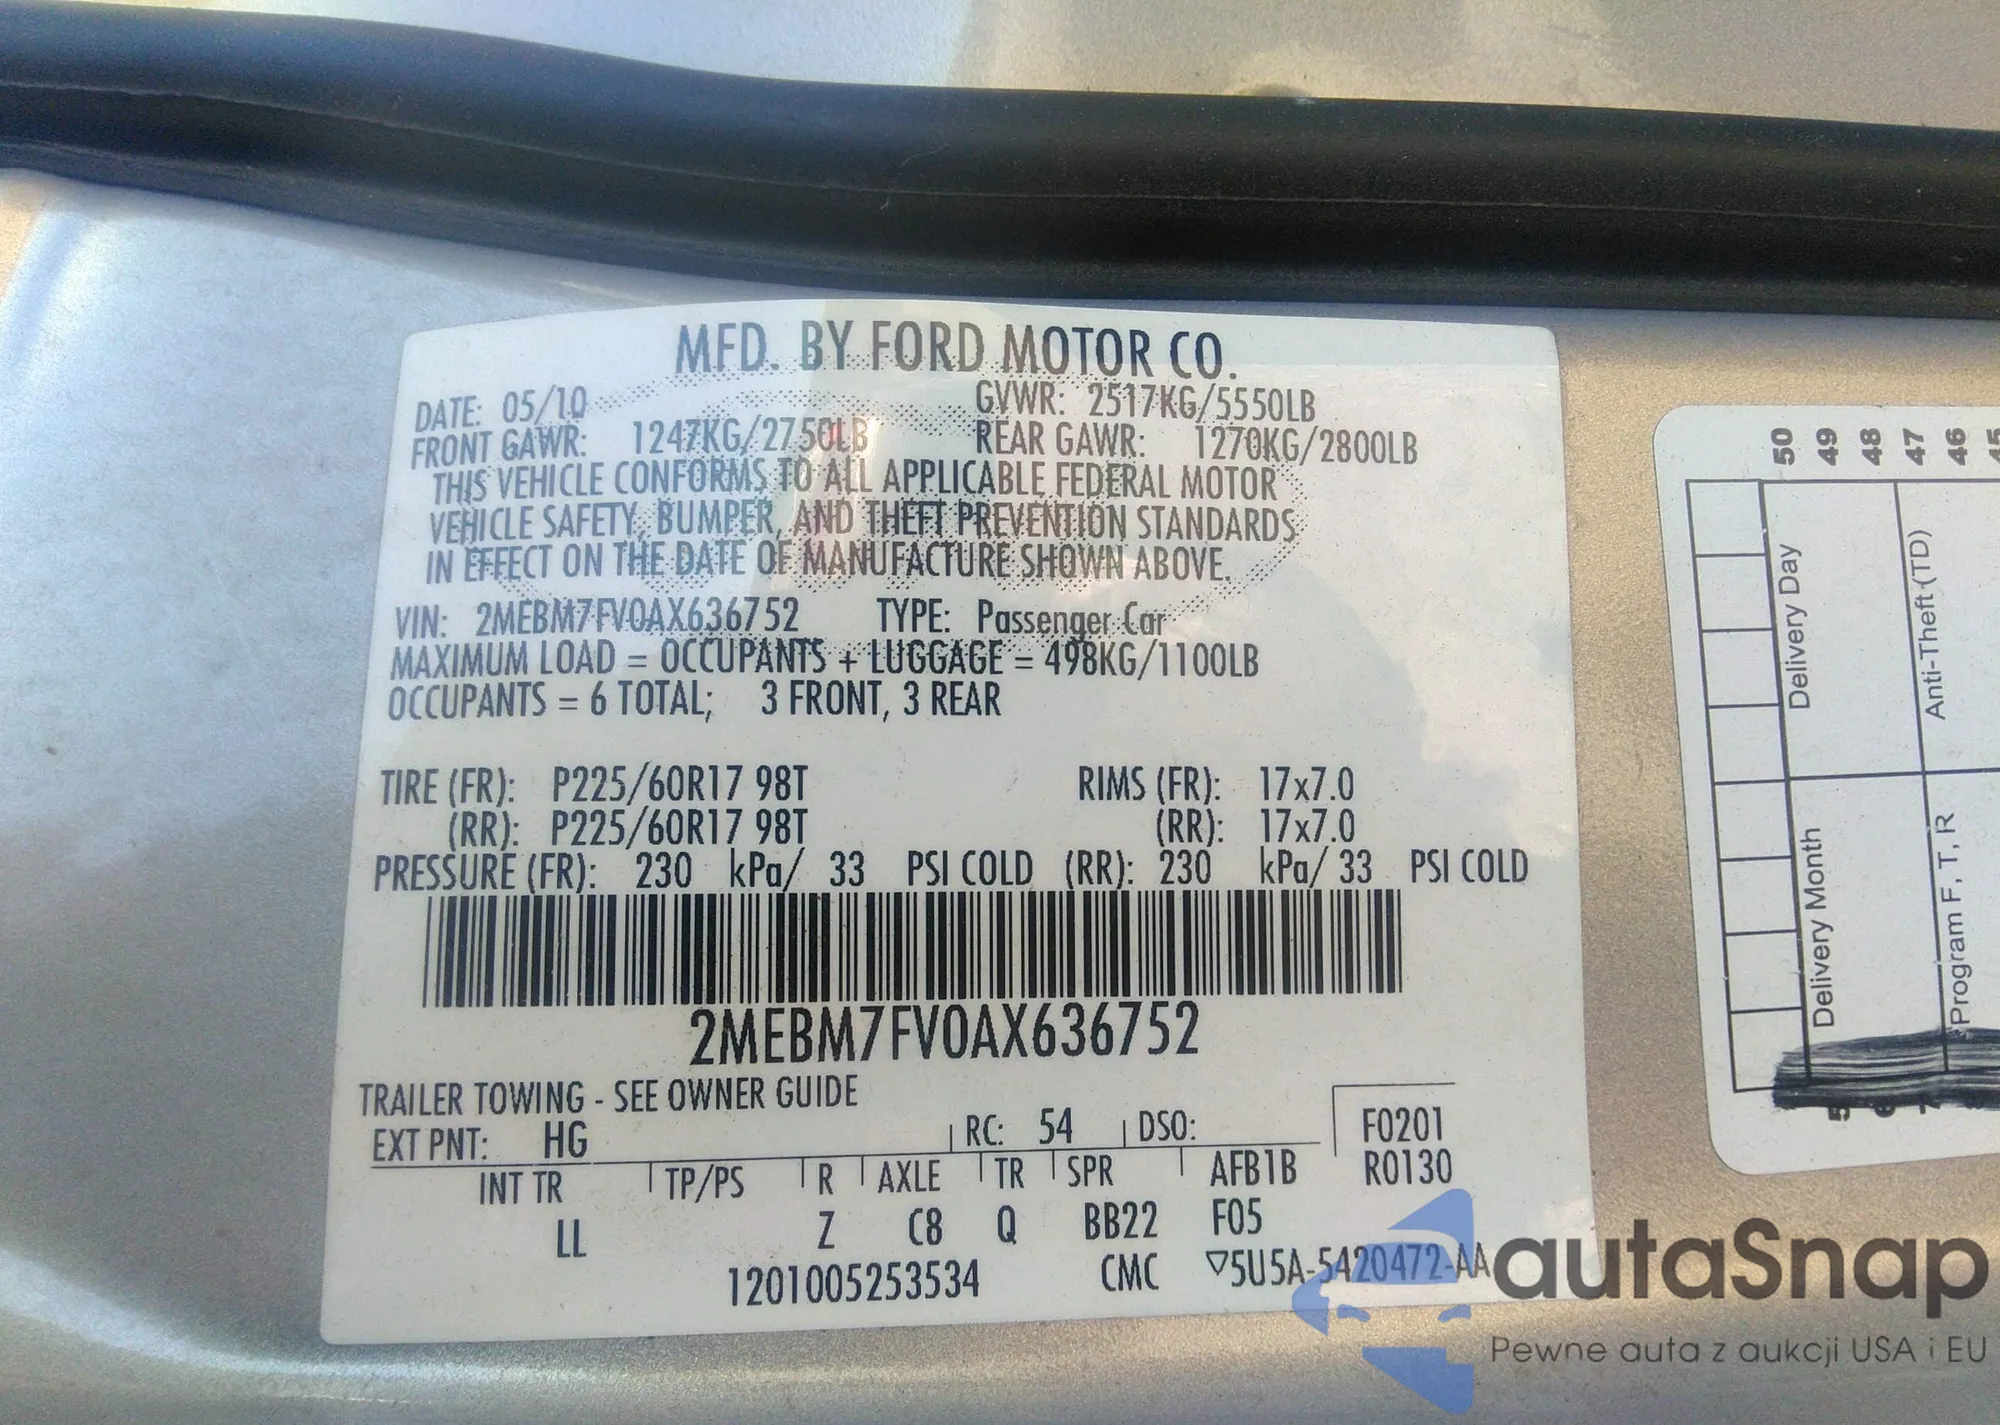 MFD. BY FORD MOTOR CO.
DATE: 05/10 GVWR: 2517KG/5550LB
FRONT GAWR: 1247KG/2750LB REAR GAWR: 1270KG/2800LB
THIS VEHICLE CONFORMS TO ALL APPLICABLE FEDERAL MOTOR
VEHICLE SAFETY, BUMPER, AND THEFT PREVENTION STANDARDS
IN EFFECT ON THE DATE OF MANUFACTURE SHOWN ABOVE.
VIN: 2MEBM7FV0AX636752 TYPE: Passenger Car
MAXIMUM LOAD = OCCUPANTS + LUGGAGE = 498KG/1100LB
OCCUPANTS = 6 TOTAL; 3 FRONT, 3 REAR
TIRE (FR): P225/60R17 98T RIMS (FR): 17x7.0
(RR): P225/60R17 98T (RR): 17x7.0
PRESSURE (FR): 230 kPa/ 33 PSI COLD (RR): 230 kPa/ 33 PSI COLD
2MEBM7FV0AX636752
TRAILER TOWING - SEE OWNER GUIDE
EXT PNT: HG RC: 54 DSO: F0201
INT TR TP/PS R AXLE TR SPR AFB1B R0130
LL Z C8 Q BB22 F05
1201005253534 CMC ▽5U5A-5420472-AA
50
49
48
47
46
45
Delivery Day
Anti-Theft (TD)
Delivery Month
Program F, T, R
autaSnap
Pewne auta z aukcji USA i EU